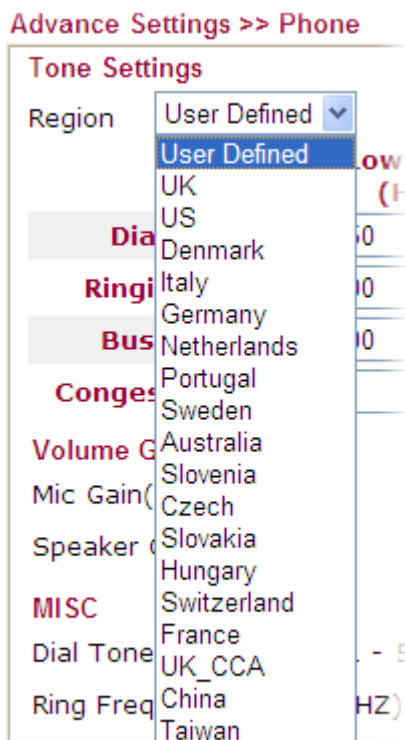 Advance Settings >> Phone
Tone Settings
Region User Defined
User Defined
UK
US
Denmark
Italy
Germany
Netherlands
Portugal
Sweden
Australia
Slovenia
Czech
Slovakia
Hungary
Switzerland
France
UK_CCA
China
Taiwan
Volume
Mic Gain(
Speaker
MISC
Dial Tone
Ring
HZ)